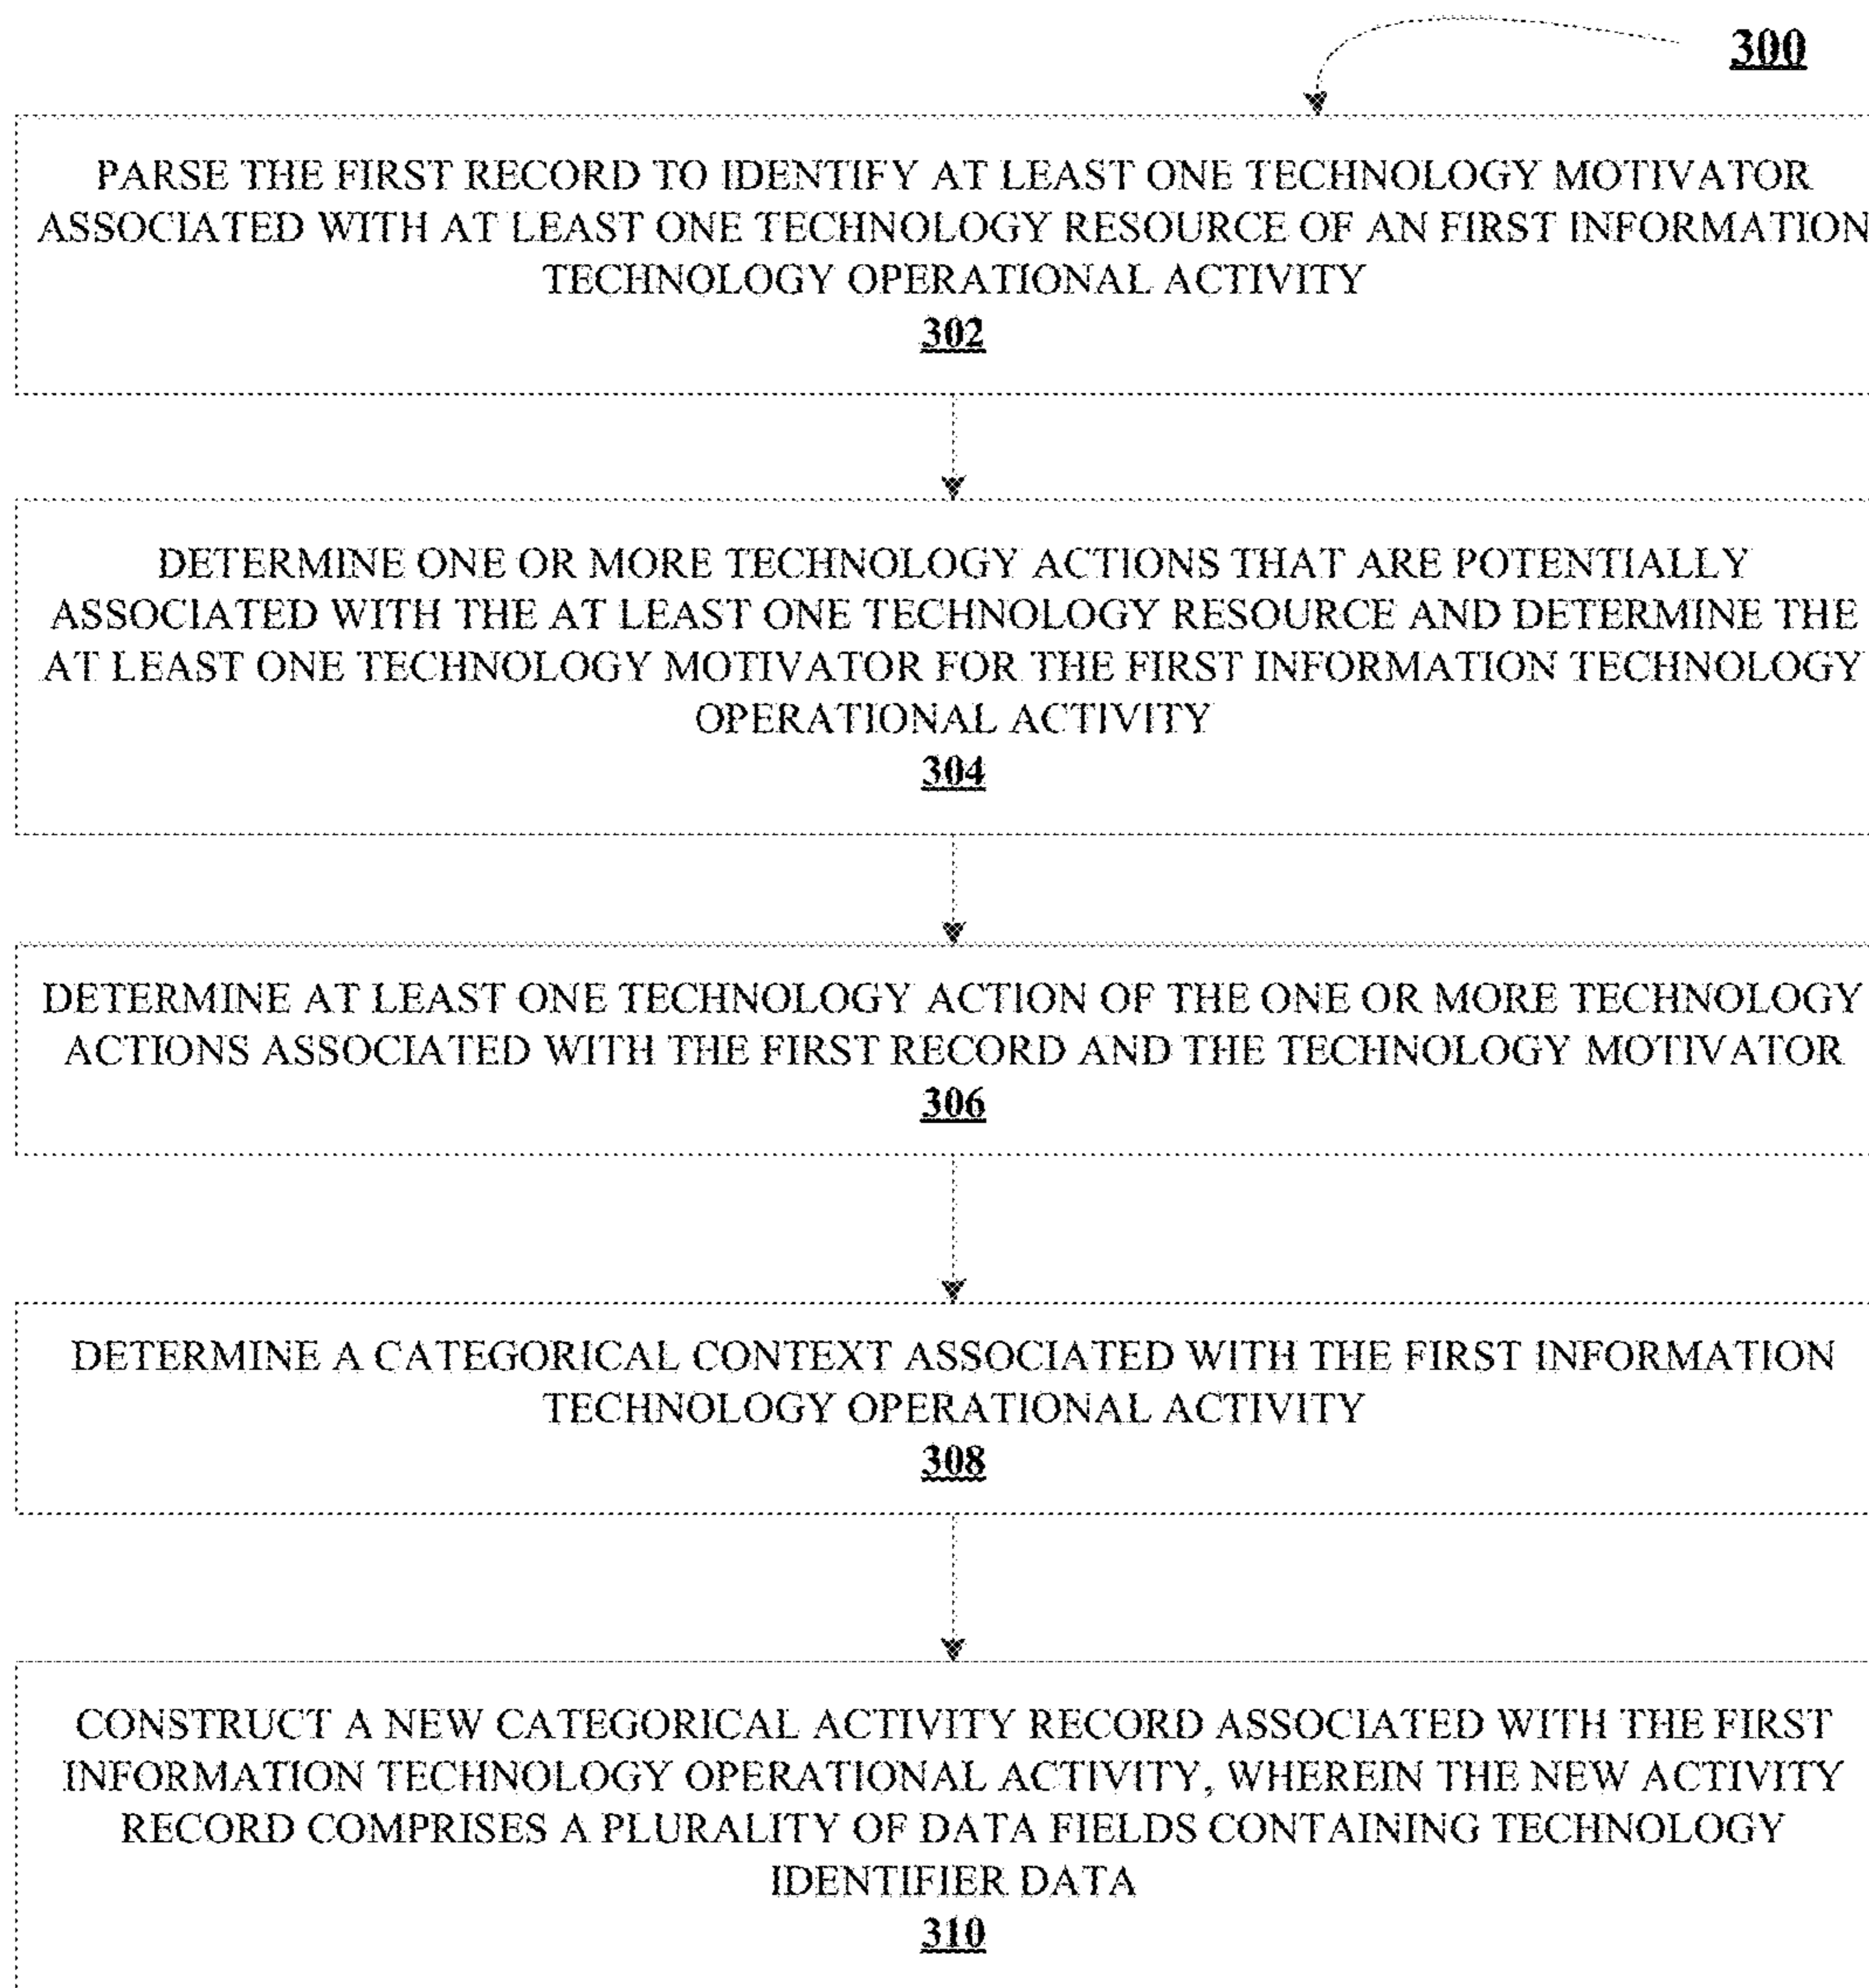 300
PARSE THE FIRST RECORD TO IDENTIFY AT LEAST ONE TECHNOLOGY MOTIVATOR
ASSOCIATED WITH AT LEAST ONE TECHNOLOGY RESOURCE OF AN FIRST INFORMATION
TECHNOLOGY OPERATIONAL ACTIVITY
302
DETERMINE ONE OR MORE TECHNOLOGY ACTIONS THAT ARE POTENTIALLY
ASSOCIATED WITH THE AT LEAST ONE TECHNOLOGY RESOURCE AND DETERMINE THE
AT LEAST ONE TECHNOLOGY MOTIVATOR FOR THE FIRST INFORMATION TECHNOLOGY
OPERATIONAL ACTIVITY
304
DETERMINE AT LEAST ONE TECHNOLOGY ACTION OF THE ONE OR MORE TECHNOLOGY
ACTIONS ASSOCIATED WITH THE FIRST RECORD AND THE TECHNOLOGY MOTIVATOR
306
DETERMINE A CATEGORICAL CONTEXT ASSOCIATED WITH THE FIRST INFORMATION
TECHNOLOGY OPERATIONAL ACTIVITY
308
CONSTRUCT A NEW CATEGORICAL ACTIVITY RECORD ASSOCIATED WITH THE FIRST
INFORMATION TECHNOLOGY OPERATIONAL ACTIVITY, WHEREIN THE NEW ACTIVITY
RECORD COMPRISES A PLURALITY OF DATA FIELDS CONTAINING TECHNOLOGY
IDENTIFIER DATA
310